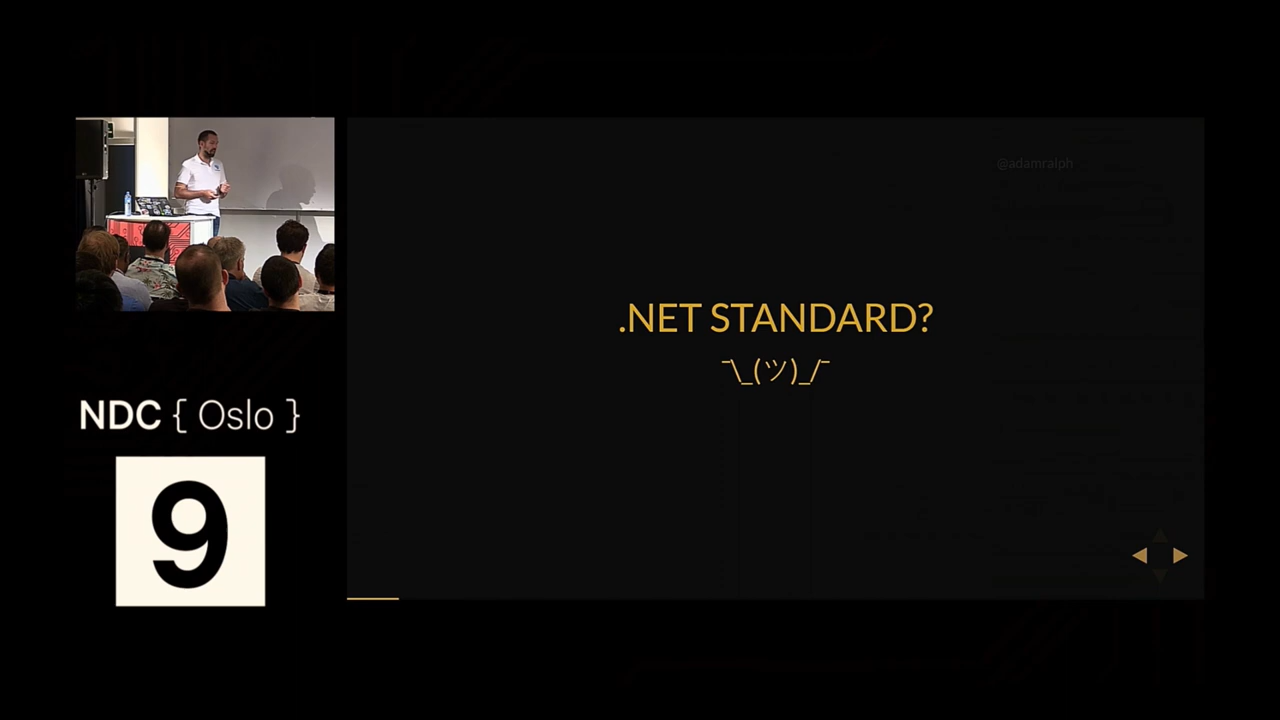 @adamralph
.NET STANDARD?
¯\_(ツ)_/¯
NDC { Oslo }
9